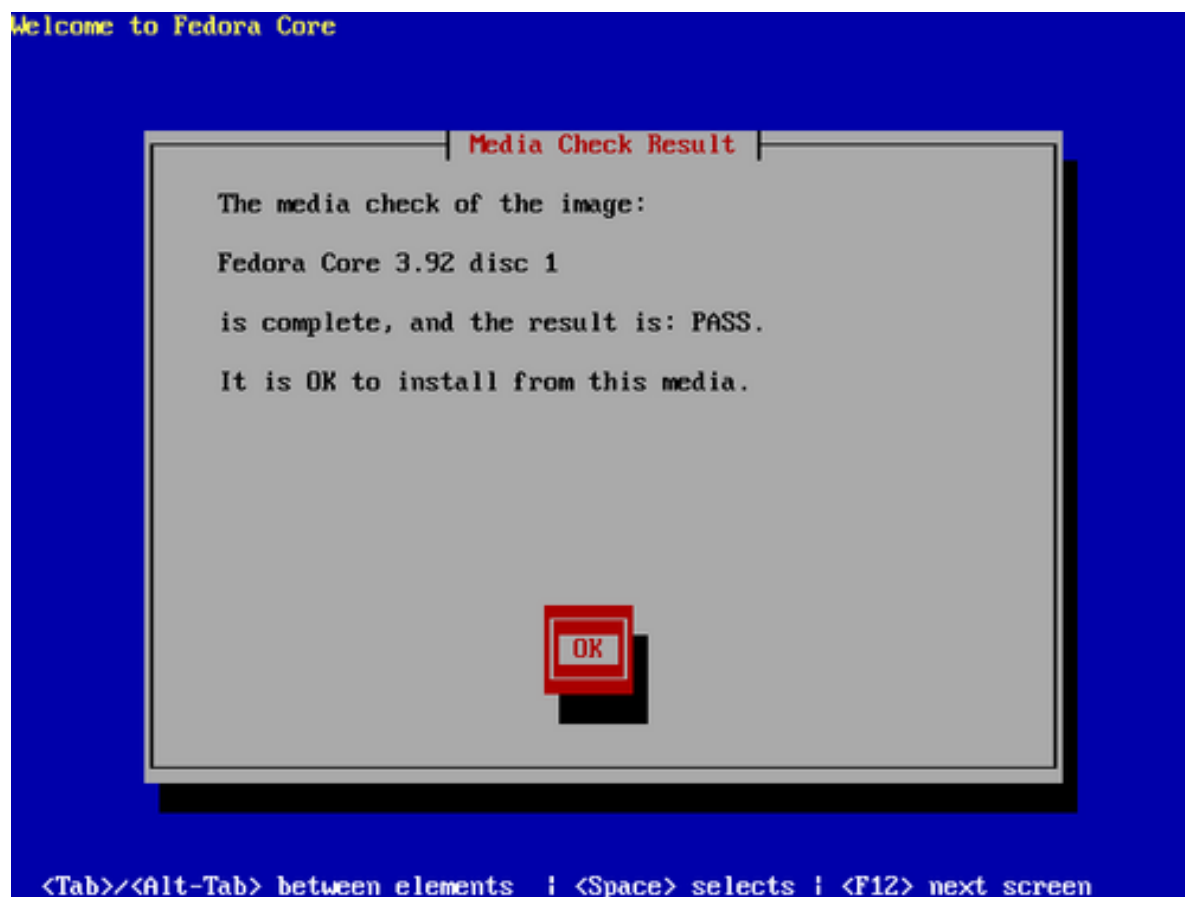 Welcome to Fedora Core
Media Check Result
The media check of the image:
Fedora Core 3.92 disc 1
is complete, and the result is: PASS.
It is OK to install from this media.
OK
<Tab>/<Alt-Tab> between elements | <Space> selects | <F12> next screen